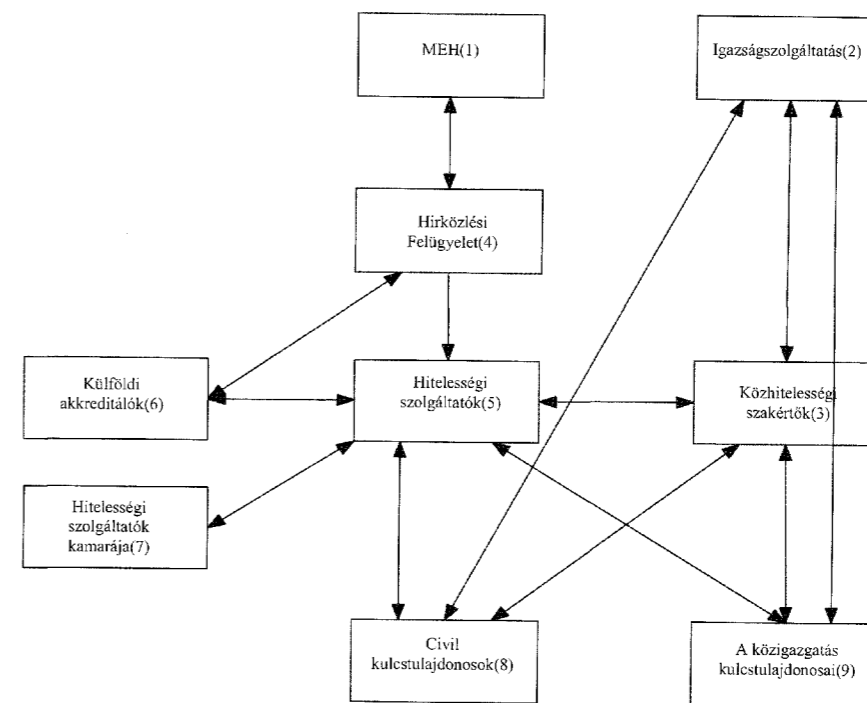 MEH(1)
Igazságszolgáltatás(2)
Hirközlési
Felügyelet(4)
Külföldi
akkreditálók(6)
Hitelességi
szolgáltatók(5)
Közhitelességi
szakértők(3)
Hitelességi
szolgáltatók
kamarája(7)
Civil
kulcstulajdonosok(8)
A közigazgatás
kulcstulajdonosai(9)